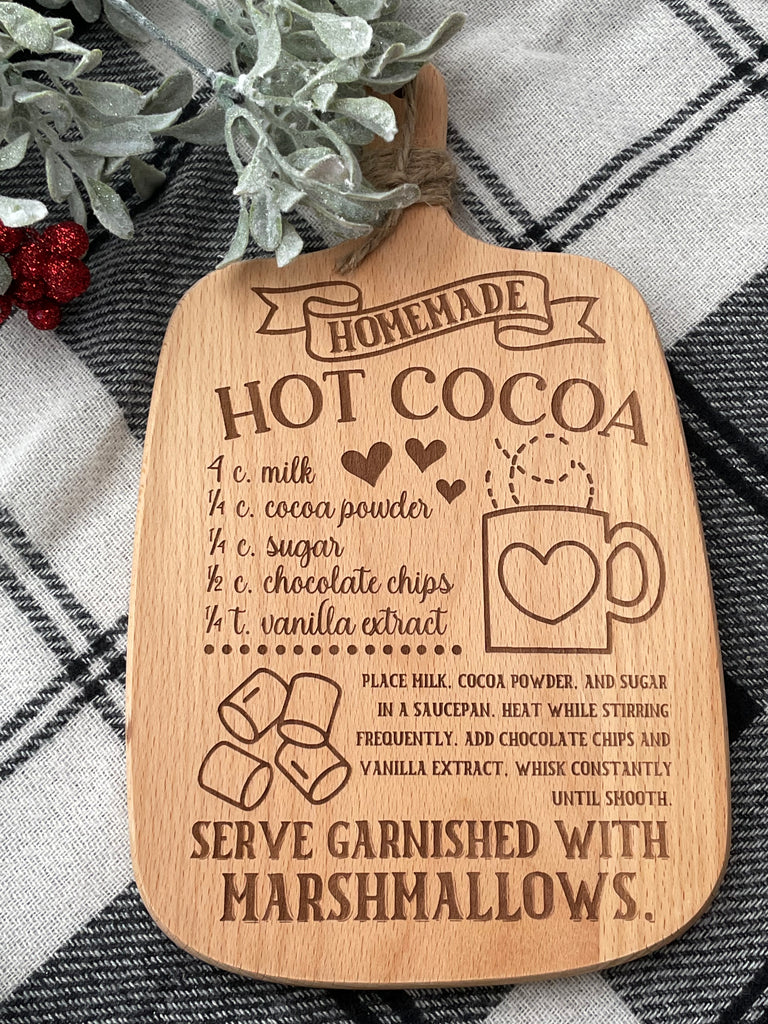 HOMEMADE
HOT COCOA
4 c. milk
¼ c. cocoa powder
¼ c. sugar
½ c. chocolate chips
¼ t. vanilla extract
PLACE MILK, COCOA POWDER, AND SUGAR
IN A SAUCEPAN. HEAT WHILE STIRRING
FREQUENTLY. ADD CHOCOLATE CHIPS AND
VANILLA EXTRACT, WHISK CONSTANTLY
UNTIL SMOOTH.
SERVE GARNISHED WITH
MARSHMALLOWS.